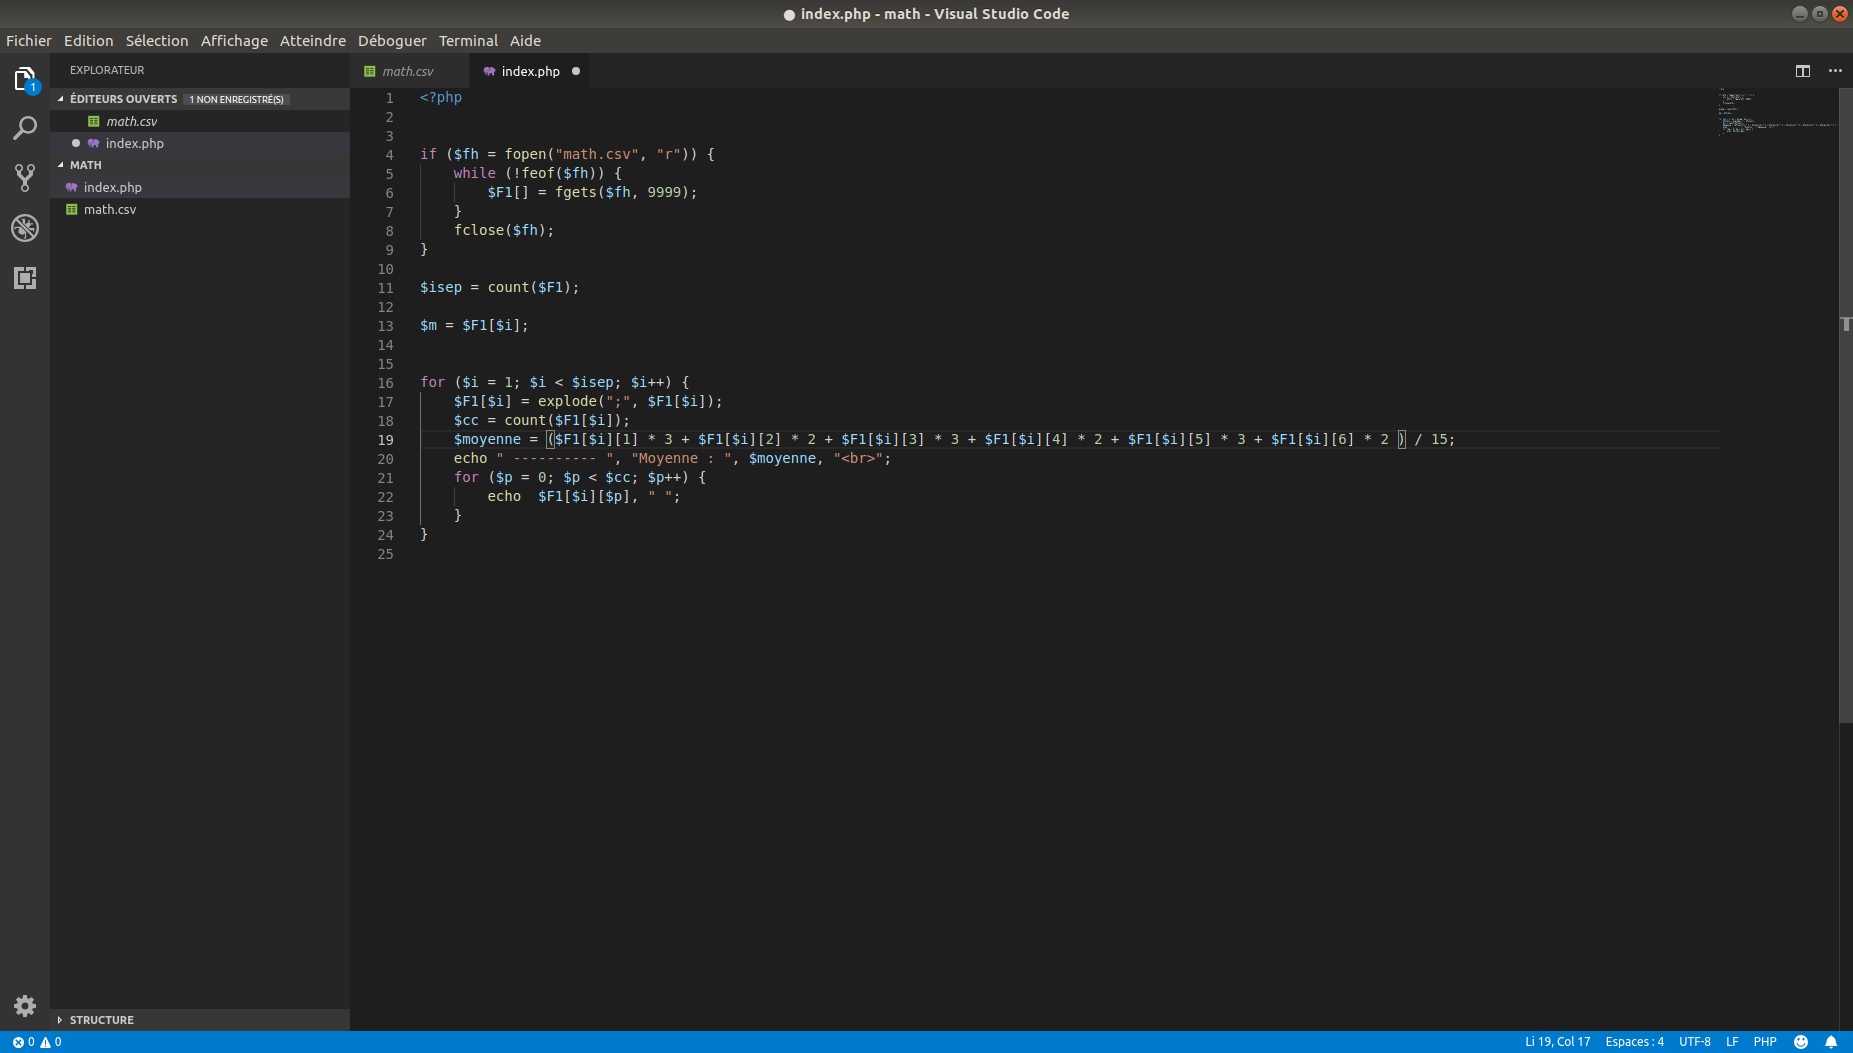 ● index.php - math - Visual Studio Code
Fichier Edition Sélection Affichage Atteindre Déboguer Terminal Aide
EXPLORATEUR
1
ÉDITEURS OUVERTS 1 NON ENREGISTRÉ(S)
math.csv
index.php
MATH
index.php
math.csv
STRUCTURE
math.csv index.php
1 <?php
2
3
4 if ($fh = fopen("math.csv", "r")) {
5 while (!feof($fh)) {
6 $F1[] = fgets($fh, 9999);
7 }
8 fclose($fh);
9 }
10
11 $isep = count($F1);
12
13 $m = $F1[$i];
14
15
16 for ($i = 1; $i < $isep; $i++) {
17 $F1[$i] = explode(";", $F1[$i]);
18 $cc = count($F1[$i]);
19 $moyenne = ($F1[$i][1] * 3 + $F1[$i][2] * 2 + $F1[$i][3] * 3 + $F1[$i][4] * 2 + $F1[$i][5] * 3 + $F1[$i][6] * 2 ) / 15;
20 echo " ---------- ", "Moyenne : ", $moyenne, "<br>";
21 for ($p = 0; $p < $cc; $p++) {
22 echo  $F1[$i][$p], " ";
23 }
24 }
25
0 0
Li 19, Col 17 Espaces : 4 UTF-8 LF PHP